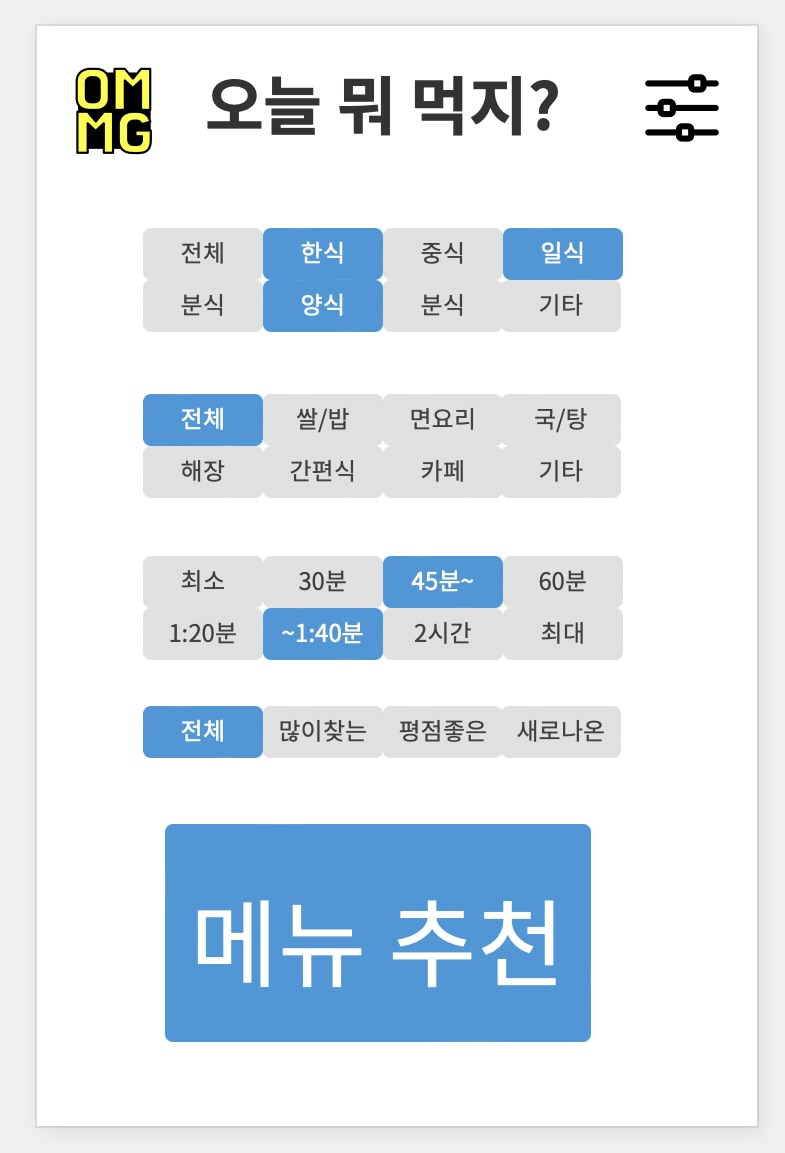 OM
MG
오늘 뭐 먹지?
전체 한식 중식 일식
분식 양식 분식 기타
전체 쌀/밥 면요리 국/탕
해장 간편식 카페 기타
최소 30분 45분~ 60분
1:20분 ~1:40분 2시간 최대
전체 많이찾는 평점좋은 새로나온
메뉴 추천